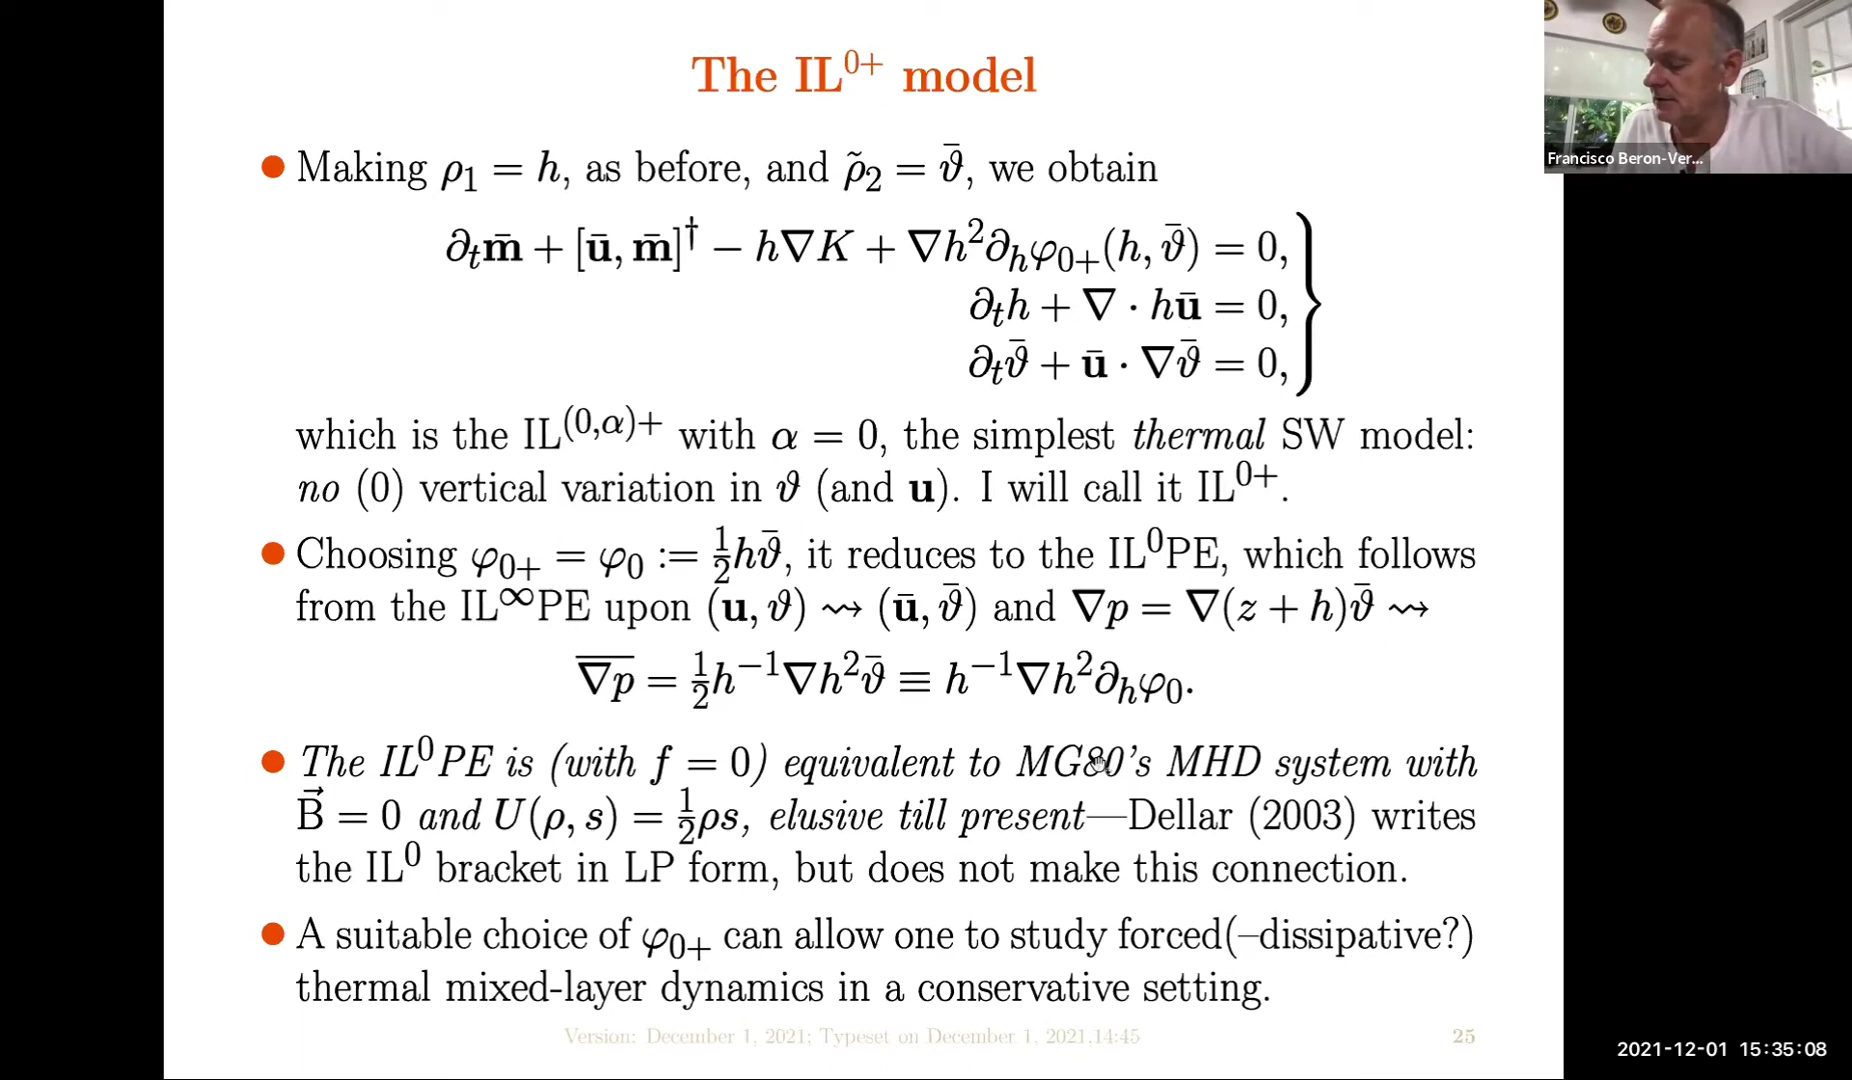 The IL⁰⁺ model
Francisco Beron-Ver...
● Making ρ₁ = h, as before, and ρ̃₂ = ϑ̄, we obtain
∂ₜm̄ + [ū, m̄]† − h∇K + ∇h²∂ₕφ₀₊(h, ϑ̄) = 0,
∂ₜh + ∇ · hū = 0,
∂ₜϑ̄ + ū · ∇ϑ̄ = 0,
which is the IL^(0,α)+ with α = 0, the simplest thermal SW model:
no (0) vertical variation in ϑ (and u). I will call it IL⁰⁺.
● Choosing φ₀₊ = φ₀ := ½hϑ̄, it reduces to the IL⁰PE, which follows
from the IL^∞PE upon (u, ϑ) ⇝ (ū, ϑ̄) and ∇p = ∇(z + h)ϑ̄ ⇝
∇p̅ = ½h⁻¹∇h²ϑ̄ ≡ h⁻¹∇h²∂ₕφ₀.
● The IL⁰PE is (with f = 0) equivalent to MG80's MHD system with
B⃗ = 0 and U(ρ, s) = ½ρs, elusive till present—Dellar (2003) writes
the IL⁰ bracket in LP form, but does not make this connection.
● A suitable choice of φ₀₊ can allow one to study forced(–dissipative?)
thermal mixed-layer dynamics in a conservative setting.
Version: December 1, 2021; Typeset on December 1, 2021,14:45
25
2021-12-01 15:35:08